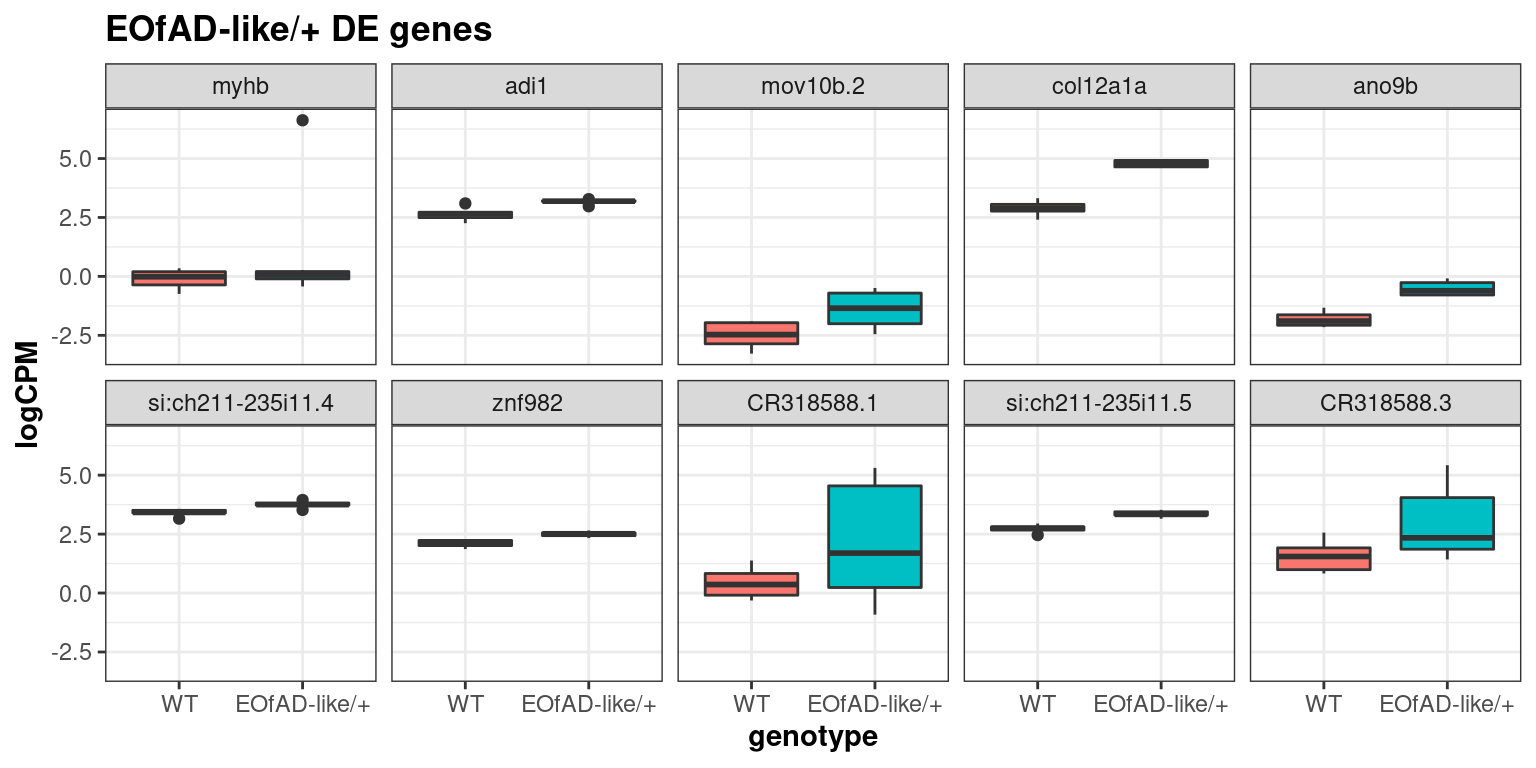 EOfAD-like/+ DE genes
myhb adi1 mov10b.2 col12a1a ano9b
5.0
2.5
0.0
-2.5
logCPM
si:ch211-235i11.4 znf982 CR318588.1 si:ch211-235i11.5 CR318588.3
5.0
2.5
0.0
-2.5
WT EOfAD-like/+ WT EOfAD-like/+ WT EOfAD-like/+ WT EOfAD-like/+ WT EOfAD-like/+
genotype